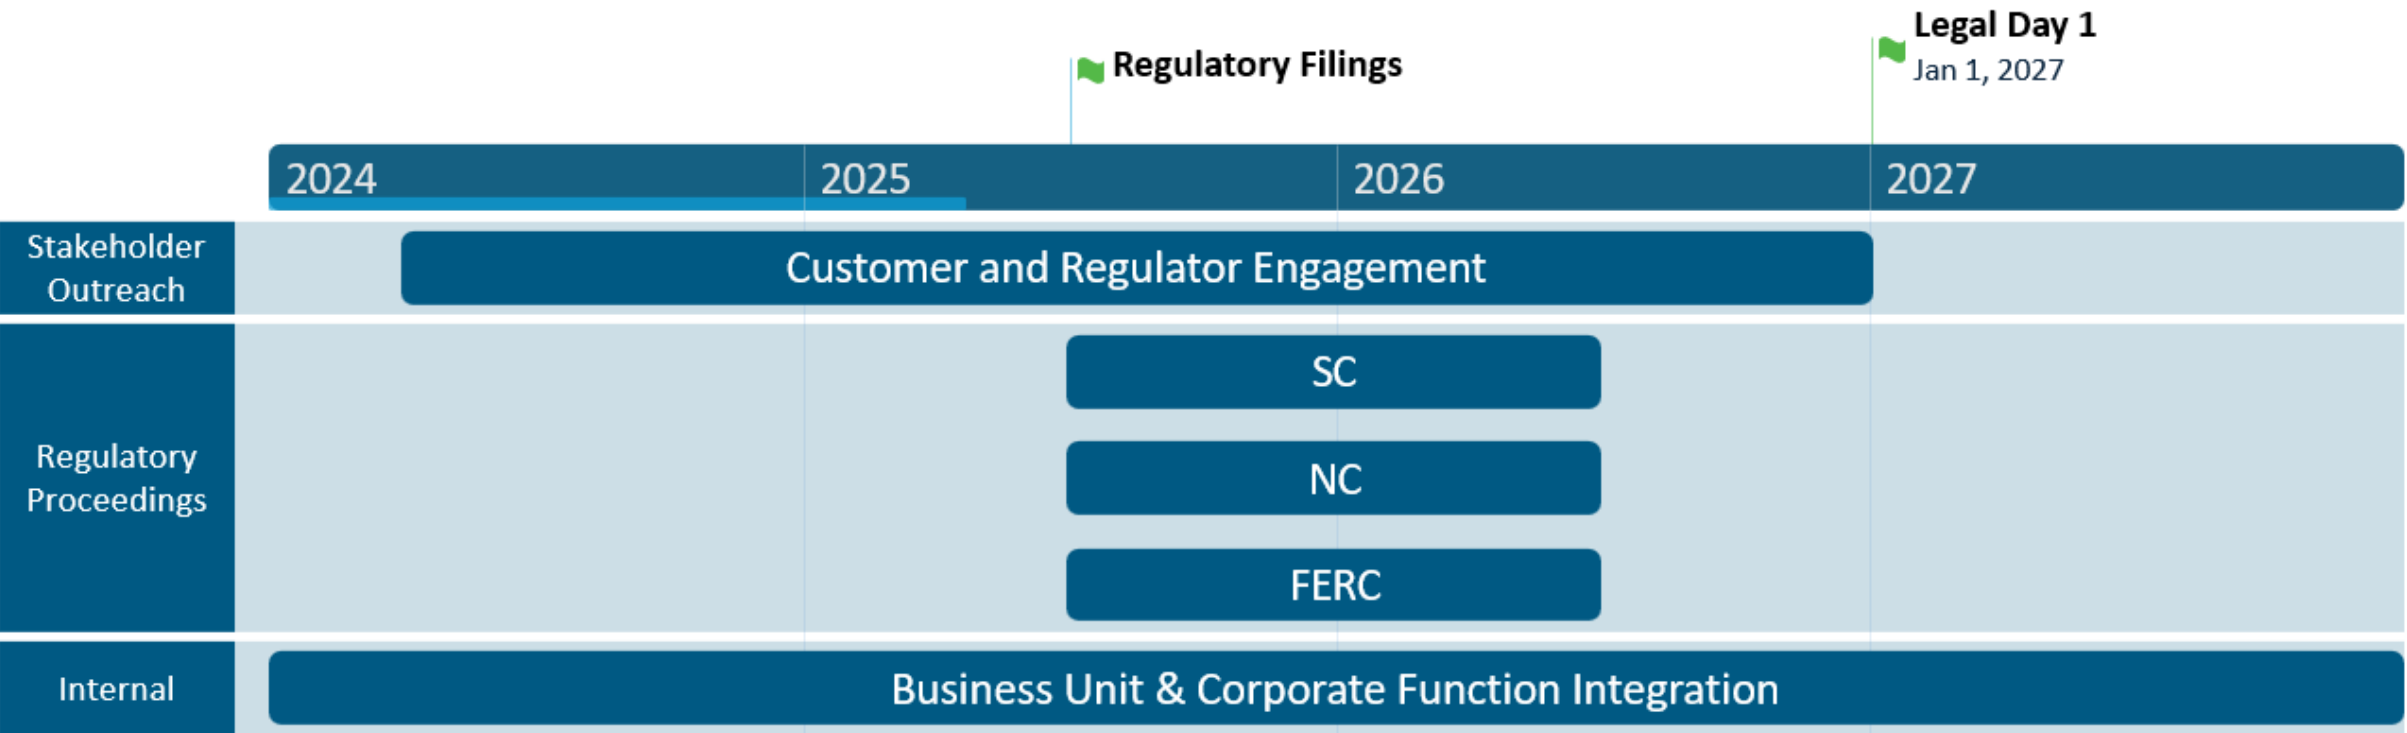 Legal Day 1
Jan 1, 2027
Regulatory Filings
2024
2025
2026
2027
Stakeholder
Outreach
Customer and Regulator Engagement
Regulatory
Proceedings
SC
NC
FERC
Internal
Business Unit & Corporate Function Integration